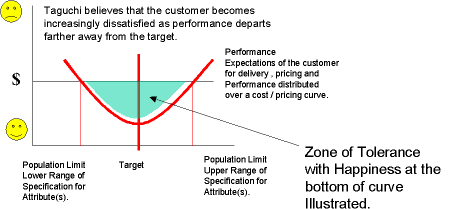 Taguchi believes that the customer becomes
increasingly dissatisfied as performance departs
farther away from the target.
Performance
Expectations of the customer
for delivery , pricing and
Performance distributed
over a cost / pricing curve.
$
Zone of Tolerance
with Happiness at the
bottom of curve
Illustrated.
Population Limit
Lower Range of
Specification for
Attribute(s).
Target
Population Limit
Upper Range of
Specification for
Attribute(s).